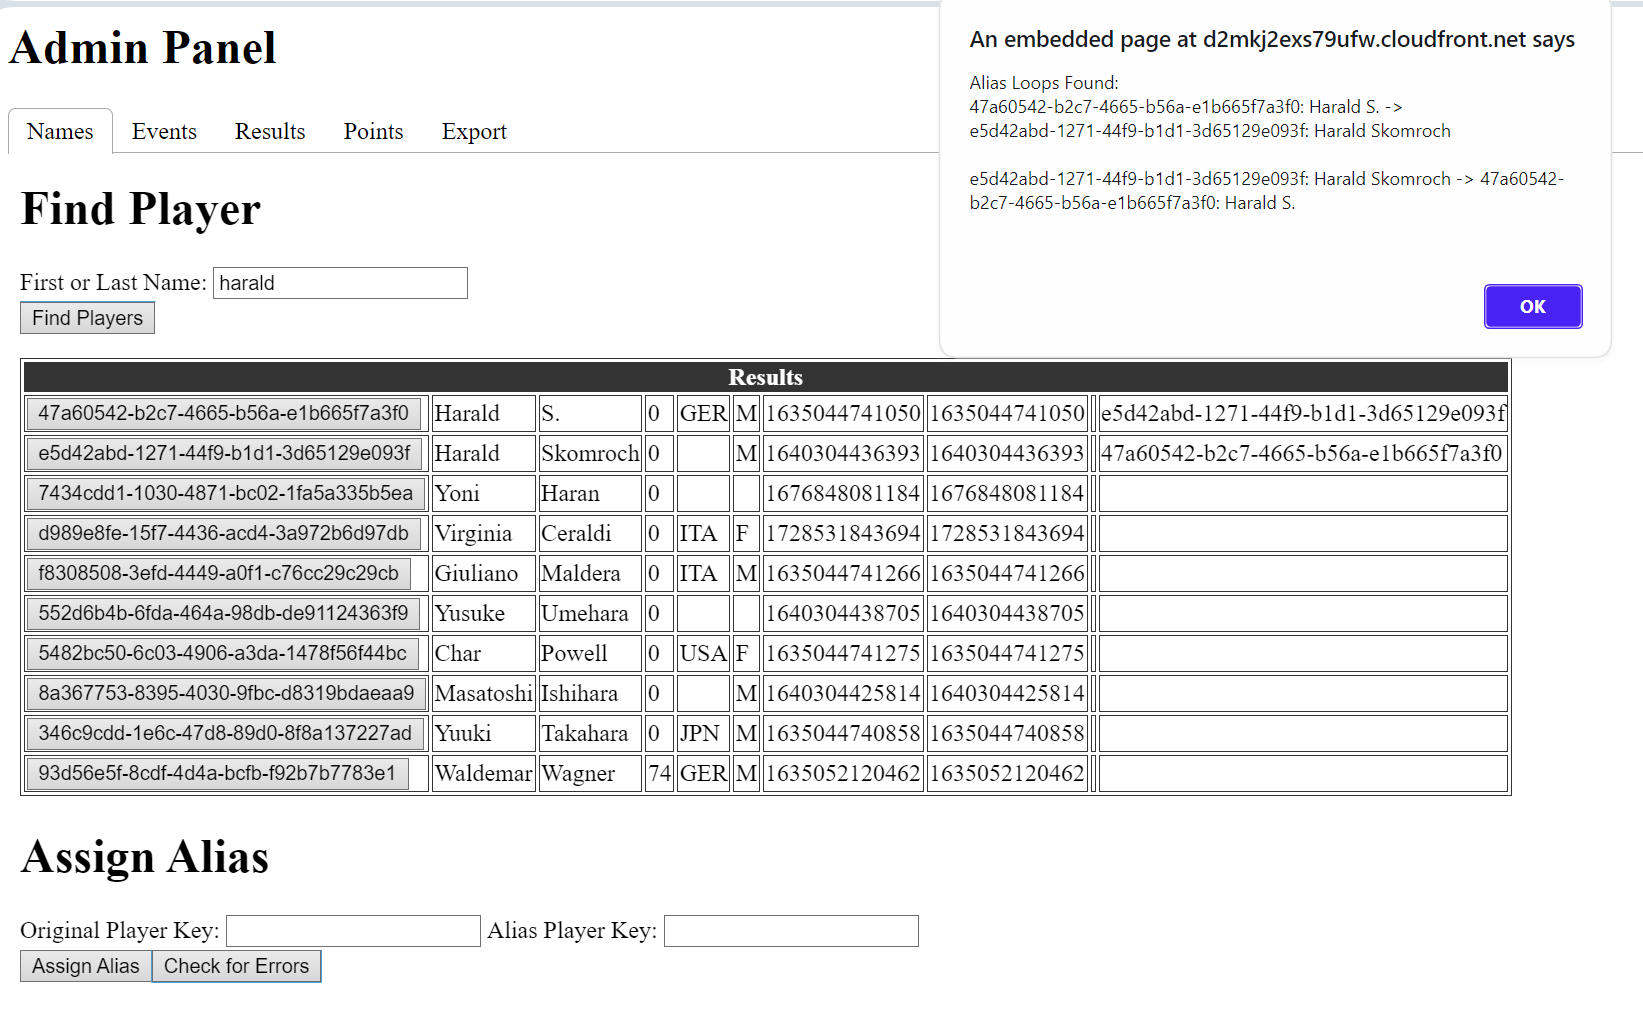 Admin Panel
An embedded page at d2mkj2exs79ufw.cloudfront.net says
Alias Loops Found:
47a60542-b2c7-4665-b56a-e1b665f7a3f0: Harald S. ->
e5d42abd-1271-44f9-b1d1-3d65129e093f: Harald Skomroch
e5d42abd-1271-44f9-b1d1-3d65129e093f: Harald Skomroch -> 47a60542-
b2c7-4665-b56a-e1b665f7a3f0: Harald S.
OK
Names Events Results Points Export
Find Player
First or Last Name: harald
Find Players
Results
47a60542-b2c7-4665-b56a-e1b665f7a3f0 Harald S. 0 GER M 1635044741050 1635044741050 e5d42abd-1271-44f9-b1d1-3d65129e093f
e5d42abd-1271-44f9-b1d1-3d65129e093f Harald Skomroch 0 M 1640304436393 1640304436393 47a60542-b2c7-4665-b56a-e1b665f7a3f0
7434cdd1-1030-4871-bc02-1fa5a335b5ea Yoni Haran 0 1676848081184 1676848081184
d989e8fe-15f7-4436-acd4-3a972b6d97db Virginia Ceraldi 0 ITA F 1728531843694 1728531843694
f8308508-3efd-4449-a0f1-c76cc29c29cb Giuliano Maldera 0 ITA M 1635044741266 1635044741266
552d6b4b-6fda-464a-98db-de91124363f9 Yusuke Umehara 0 1640304438705 1640304438705
5482bc50-6c03-4906-a3da-1478f56f44bc Char Powell 0 USA F 1635044741275 1635044741275
8a367753-8395-4030-9fbc-d8319bdaeaa9 Masatoshi Ishihara 0 M 1640304425814 1640304425814
346c9cdd-1e6c-47d8-89d0-8f8a137227ad Yuuki Takahara 0 JPN M 1635044740858 1635044740858
93d56e5f-8cdf-4d4a-bcfb-f92b7b7783e1 Waldemar Wagner 74 GER M 1635052120462 1635052120462
Assign Alias
Original Player Key: Alias Player Key:
Assign Alias Check for Errors